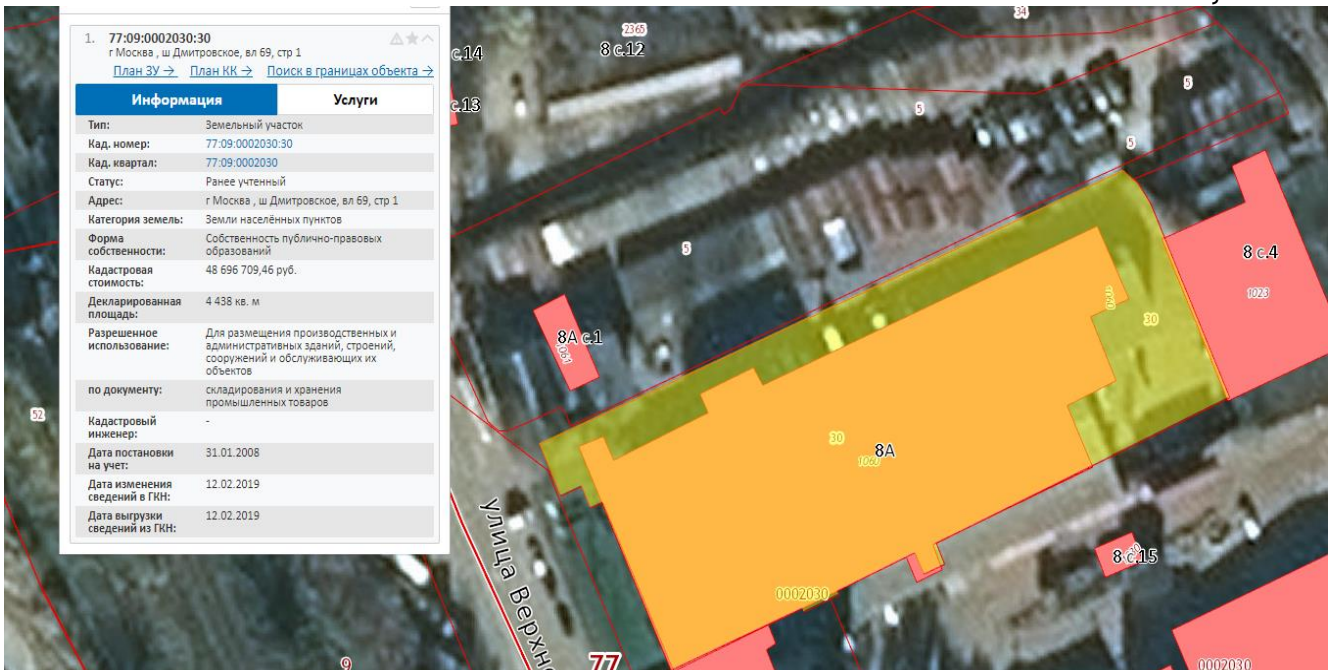 1. 77:09:0002030:30
г Москва , ш Дмитровское, вл 69, стр 1
План ЗУ → План КК → Поиск в границах объекта →
Информация Услуги
Тип: Земельный участок
Кад. номер: 77:09:0002030:30
Кад. квартал: 77:09:0002030
Статус: Ранее учтенный
Адрес: г Москва , ш Дмитровское, вл 69, стр 1
Категория земель: Земли населённых пунктов
Форма собственности: Собственность публично-правовых
образований
Кадастровая стоимость: 48 696 709,46 руб.
Декларированная площадь: 4 438 кв. м
Разрешенное использование: Для размещения производственных и
административных зданий, строений,
сооружений и обслуживающих их
объектов
по документу: складирования и хранения
промышленных товаров
Кадастровый инженер: -
Дата постановки на учет: 31.01.2008
Дата изменения сведений в ГКН: 12.02.2019
Дата выгрузки сведений из ГКН: 12.02.2019
34
2365
8 с.12
с.14
с.13
5
5
5
5
8 с.4
1023
8А с.1
1061
1060
30
52
30
8А
улица Верхн
8 с.15
0002030
77
9
0002030